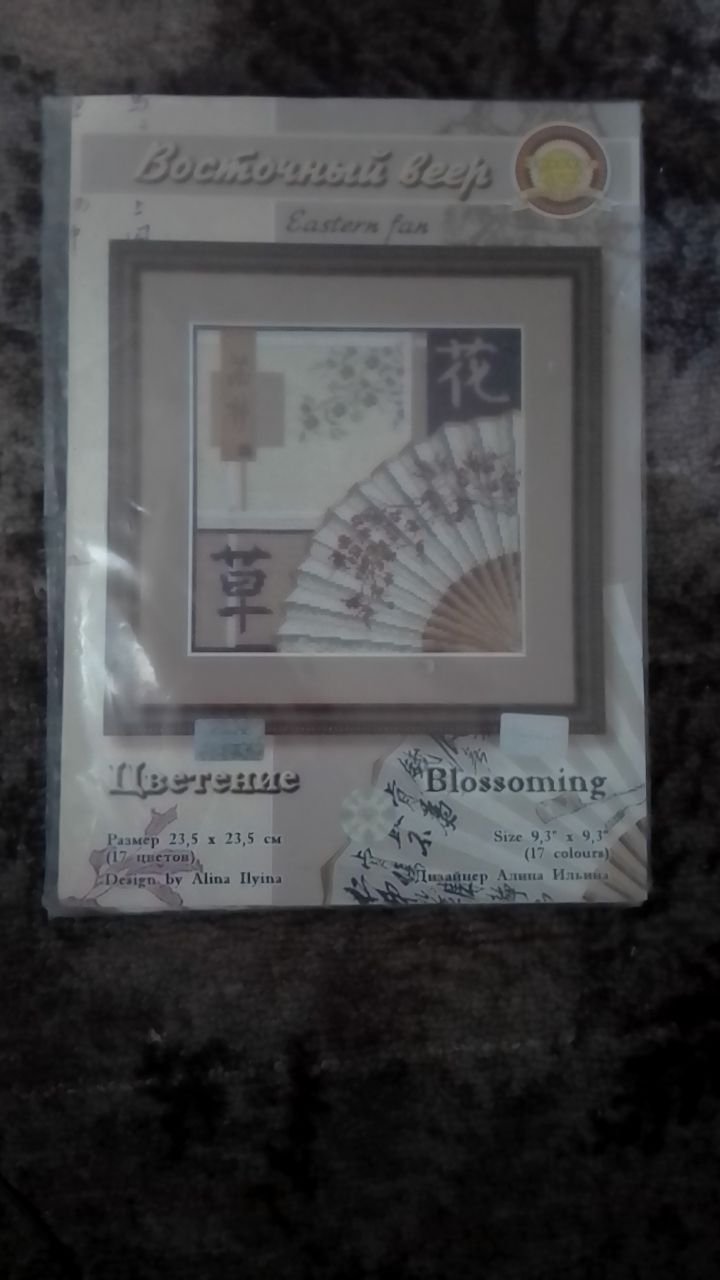 Восточный веер
Eastern fan
花
草
Цветение
Blossoming
Размер 23,5 x 23,5 см
(17 цветов)
Design by Alina Ilyina
Size 9,3" x 9,3"
(17 colours)
Дизайнер Алина Ильина